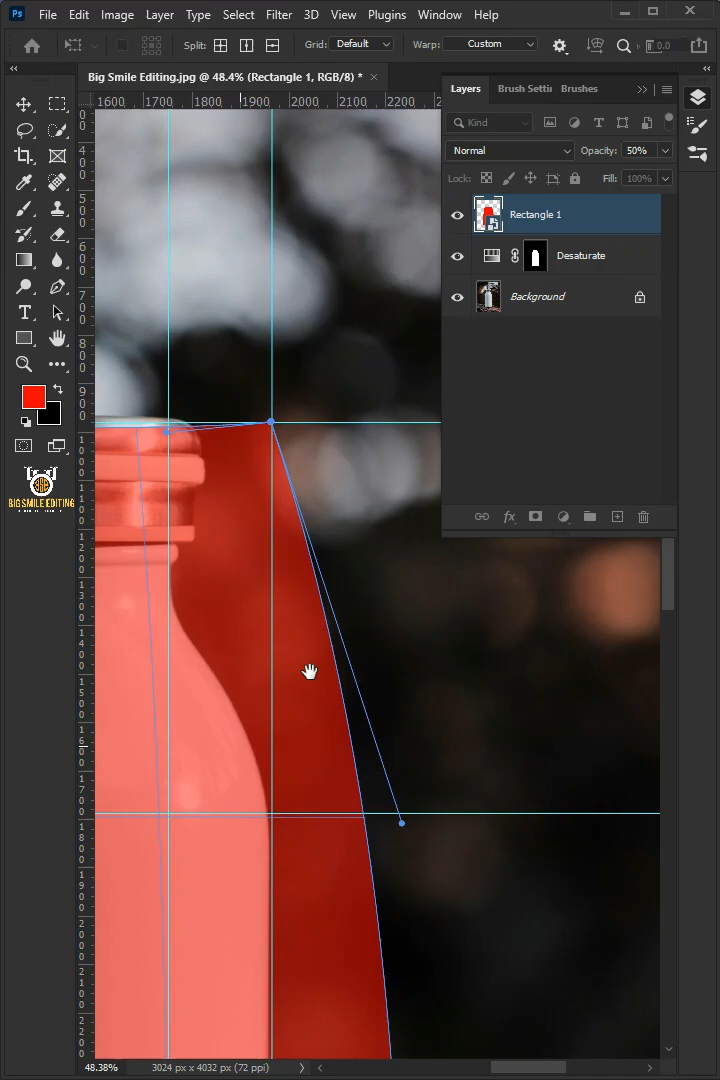 Ps File Edit Image Layer Type Select Filter 3D View Plugins Window Help
Split: Grid: Default Warp: Custom 0.0
Big Smile Editing.jpg @ 48.4% (Rectangle 1, RGB/8) *
1600 1700 1800 1900 2000 2100 2200
Layers Brush Settin Brushes
Kind
Normal Opacity: 50%
Lock: Fill: 100%
Rectangle 1
Desaturate
Background
BIG SMILE EDITING
48.38% 3024 px x 4032 px (72 ppi)